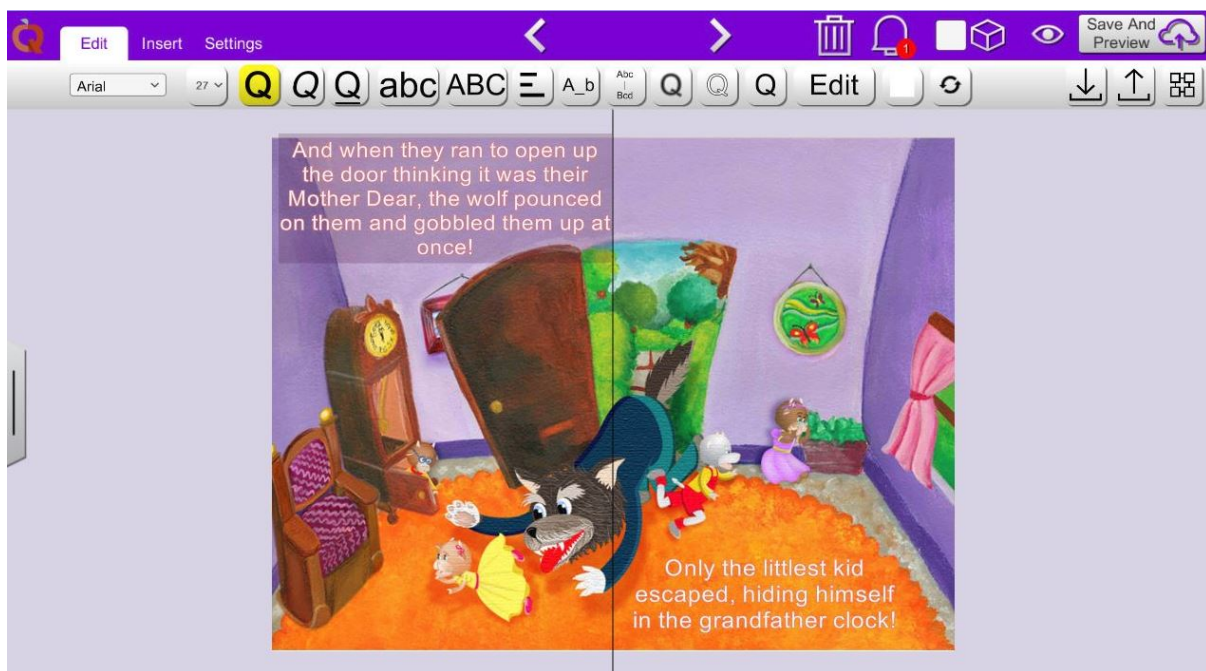 Edit Insert Settings
1
Save And
Preview
Arial 27 Q Q Q abc ABC A_b Abc Q Q Q Edit
Bcd
And when they ran to open up
the door thinking it was their
Mother Dear, the wolf pounced
on them and gobbled them up at
once!
Only the littlest kid
escaped, hiding himself
in the grandfather clock!